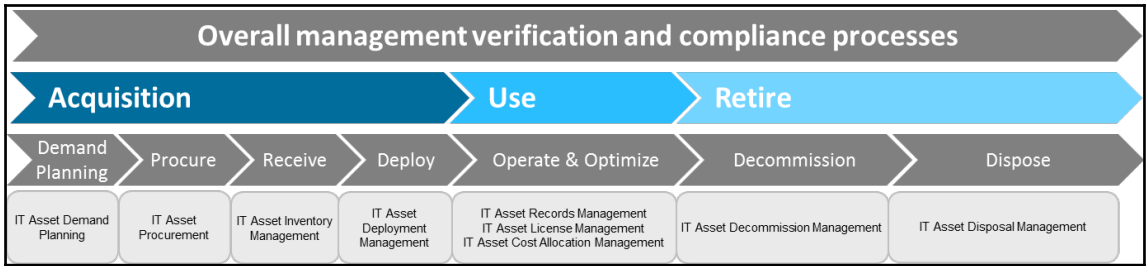 Overall management verification and compliance processes
Acquisition
Use
Retire
Demand
Planning
Procure
Receive
Deploy
Operate & Optimize
Decommission
Dispose
IT Asset Demand
Planning
IT Asset
Procurement
IT Asset Inventory
Management
IT Asset
Deployment
Management
IT Asset Records Management
IT Asset License Management
IT Asset Cost Allocation Management
IT Asset Decommission Management
IT Asset Disposal Management